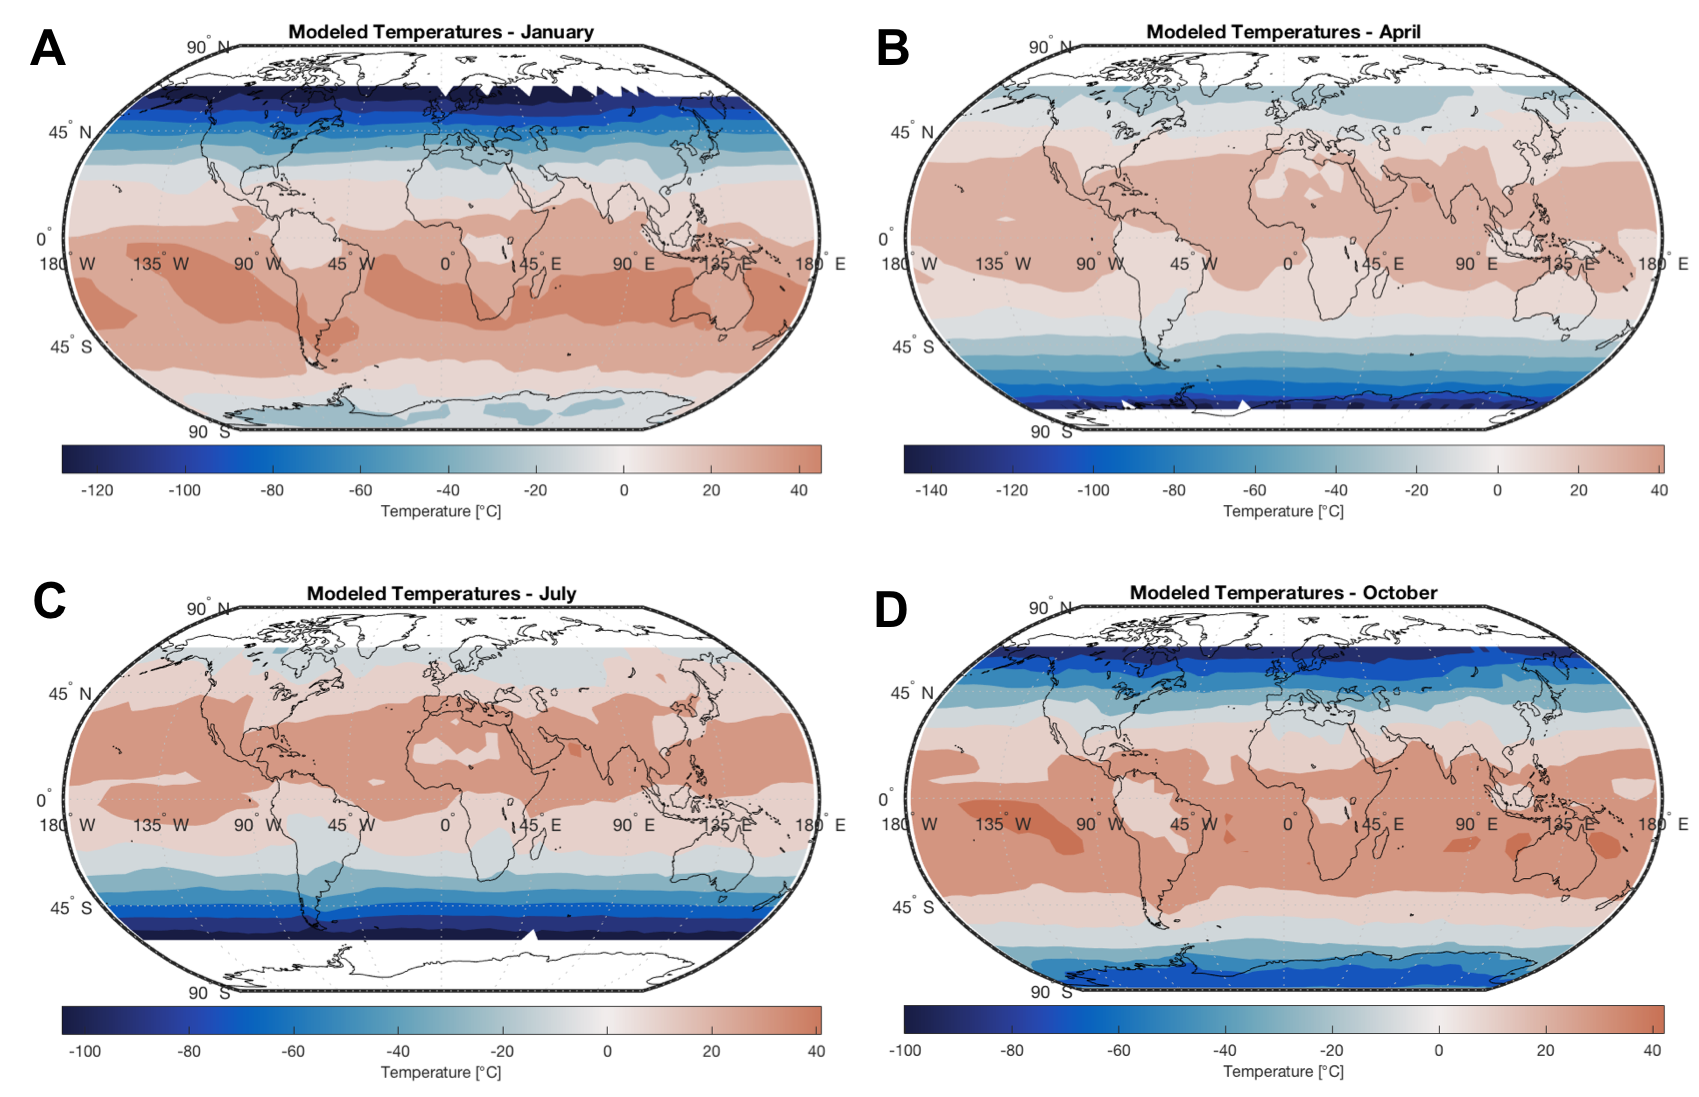 A
Modeled Temperatures - January
90° N
45° N
0°
180° W 135° W 90° W 45° W 0° 45° E 90° E 135° E 180° E
45° S
90° S
-120 -100 -80 -60 -40 -20 0 20 40
Temperature [°C]
B
Modeled Temperatures - April
90° N
45° N
0°
180° W 135° W 90° W 45° W 0° 45° E 90° E 135° E 180° E
45° S
90° S
-140 -120 -100 -80 -60 -40 -20 0 20 40
Temperature [°C]
C
Modeled Temperatures - July
90° N
45° N
0°
180° W 135° W 90° W 45° W 0° 45° E 90° E 135° E 180° E
45° S
90° S
-100 -80 -60 -40 -20 0 20 40
Temperature [°C]
D
Modeled Temperatures - October
90° N
45° N
0°
180° W 135° W 90° W 45° W 0° 45° E 90° E 135° E 180° E
45° S
90° S
-100 -80 -60 -40 -20 0 20 40
Temperature [°C]